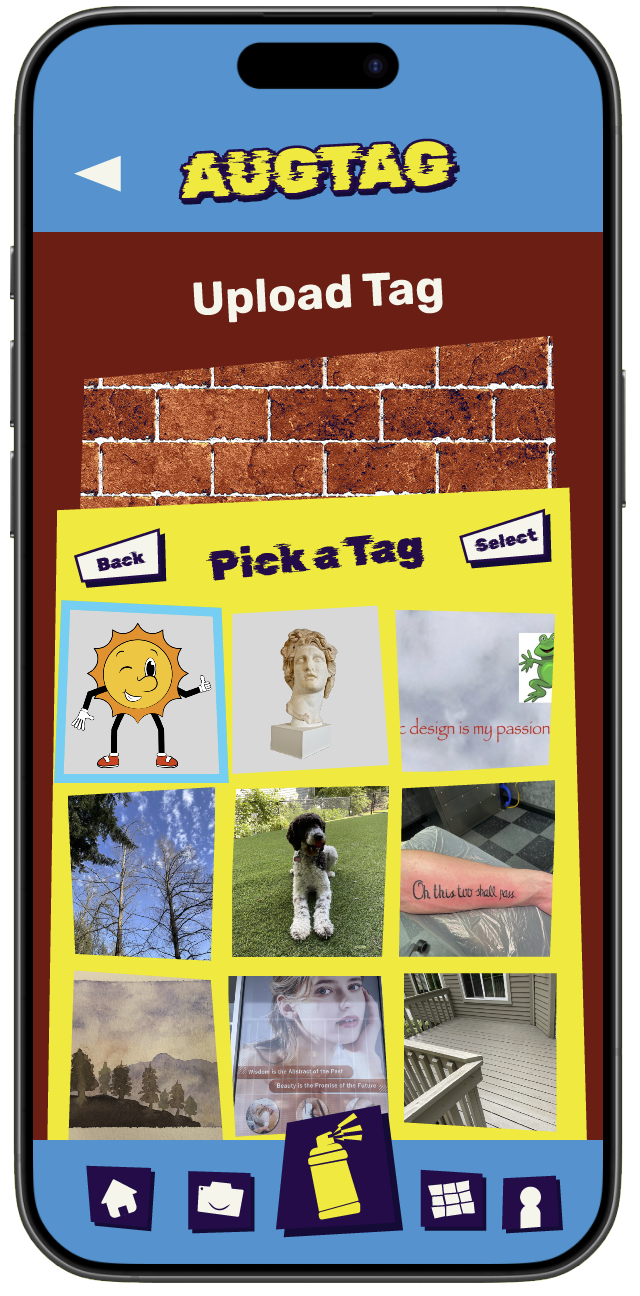 AUGTAG
Upload Tag
Back
Pick a Tag
Select
c design is my passion
Oh this too shall pass
Wisdom is the Abstract of the Past
Beauty is the Promise of the Future